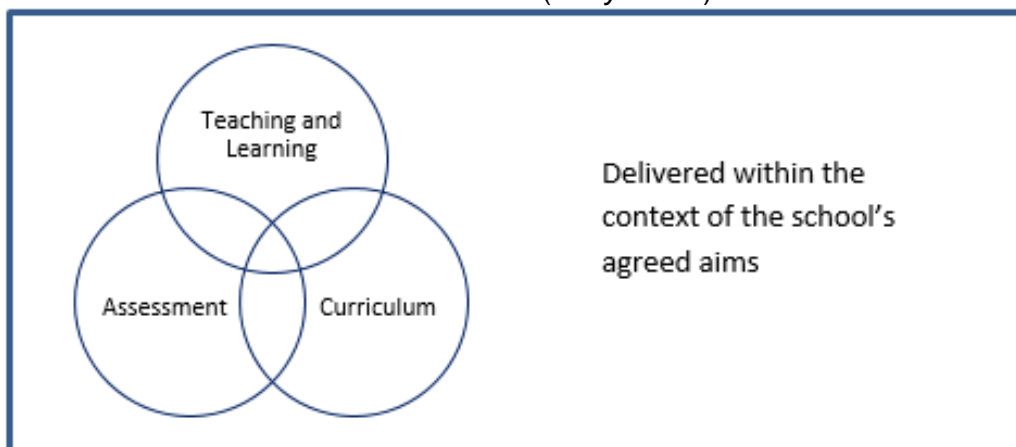 Teaching and
Learning
Assessment
Curriculum
Delivered within the
context of the school's
agreed aims